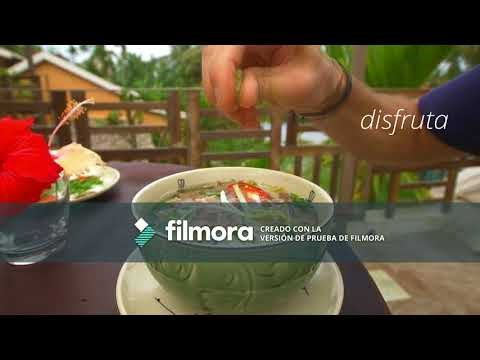 disfruta
filmora
CREADO CON LA
VERSIÓN DE PRUEBA DE FILMORA